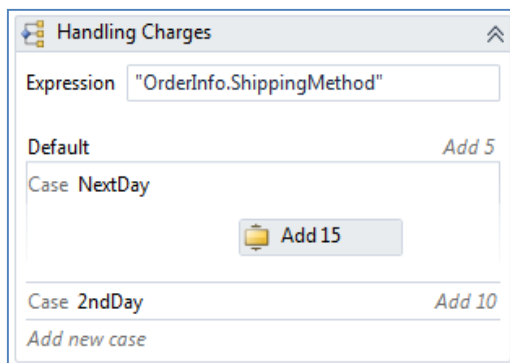 Handling Charges
Expression "OrderInfo.ShippingMethod"
Default Add 5
Case NextDay
Add 15
Case 2ndDay Add 10
Add new case